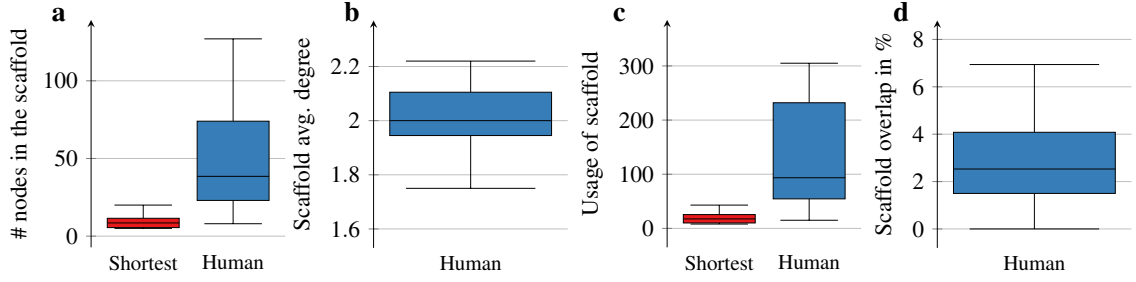 a
# nodes in the scaffold
100
50
0
Shortest
Human
b
Scaffold avg. degree
2.2
2
1.8
1.6
Human
c
Usage of scaffold
300
200
100
0
Shortest
Human
d
Scaffold overlap in %
8
6
4
2
0
Human